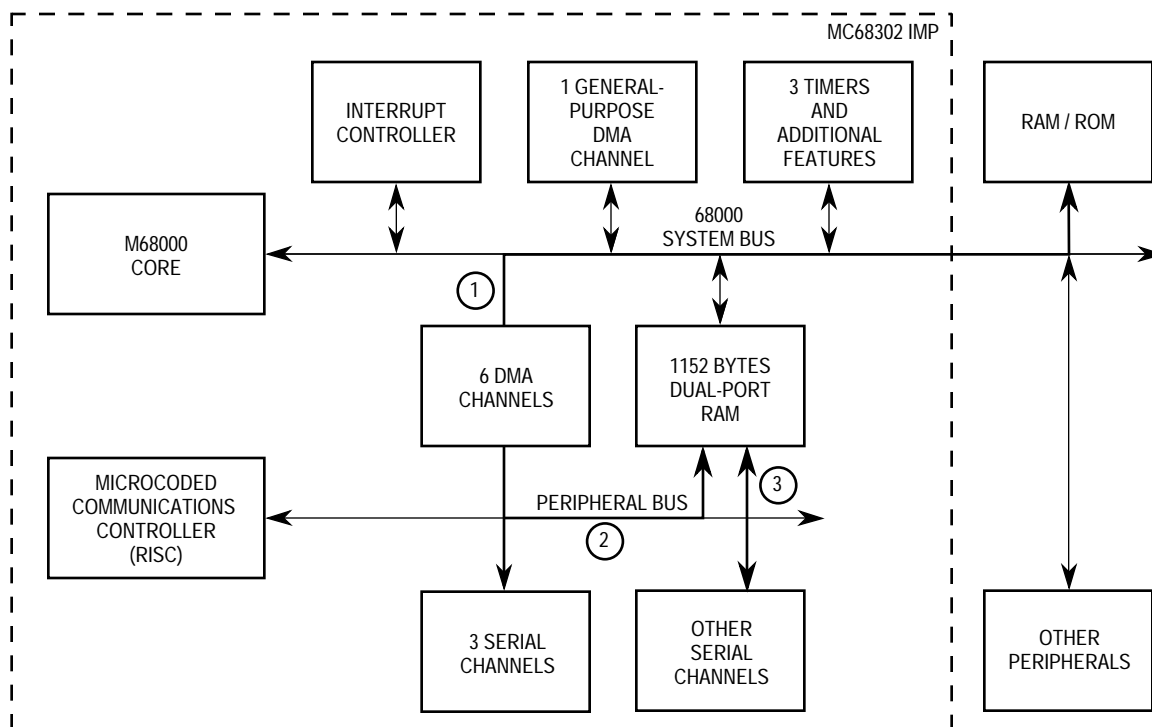 MC68302 IMP
INTERRUPT
CONTROLLER
1 GENERAL-
PURPOSE
DMA
CHANNEL
3 TIMERS
AND
ADDITIONAL
FEATURES
RAM / ROM
M68000
CORE
68000
SYSTEM BUS
1
6 DMA
CHANNELS
1152 BYTES
DUAL-PORT
RAM
MICROCODED
COMMUNICATIONS
CONTROLLER
(RISC)
PERIPHERAL BUS
2
3
3 SERIAL
CHANNELS
OTHER
SERIAL
CHANNELS
OTHER
PERIPHERALS